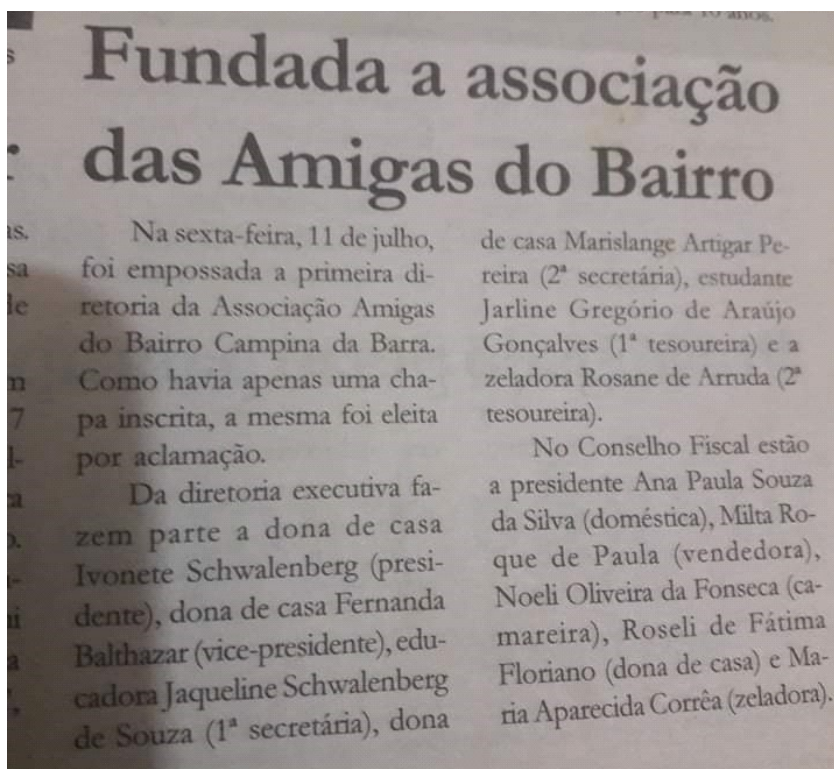 Fundada a associação
das Amigas do Bairro
Na sexta-feira, 11 de julho,
foi empossada a primeira di-
retoria da Associação Amigas
do Bairro Campina da Barra.
Como havia apenas uma cha-
pa inscrita, a mesma foi eleita
por aclamação.
Da diretoria executiva fa-
zem parte a dona de casa
Ivonete Schwalenberg (presi-
dente), dona de casa Fernanda
Balthazar (vice-presidente), edu-
cadora Jaqueline Schwalenberg
de Souza (1ª secretária), dona
de casa Marislange Artigar Pe-
reira (2ª secretária), estudante
Jarline Gregório de Araújo
Gonçalves (1ª tesoureira) e a
zeladora Rosane de Arruda (2ª
tesoureira).
No Conselho Fiscal estão
a presidente Ana Paula Souza
da Silva (doméstica), Milta Ro-
que de Paula (vendedora),
Noeli Oliveira da Fonseca (ca-
mareira), Roseli de Fátima
Floriano (dona de casa) e Ma-
ria Aparecida Corrêa (zeladora).